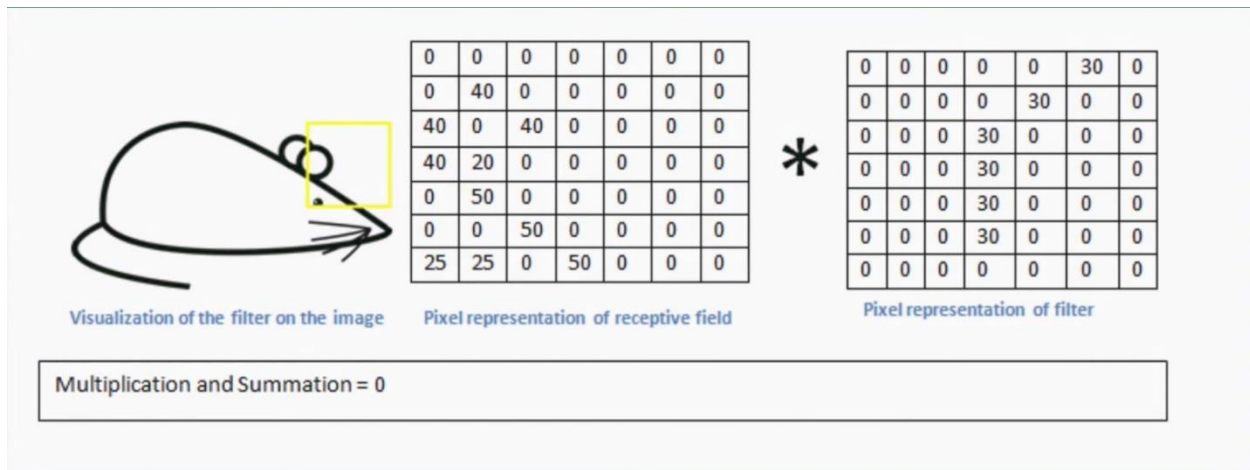 0 0 0 0 0 0 0
0 40 0 0 0 0 0
40 0 40 0 0 0 0
40 20 0 0 0 0 0
0 50 0 0 0 0 0
0 0 50 0 0 0 0
25 25 0 50 0 0 0
*
0 0 0 0 0 30 0
0 0 0 0 30 0 0
0 0 0 30 0 0 0
0 0 0 30 0 0 0
0 0 0 30 0 0 0
0 0 0 30 0 0 0
0 0 0 0 0 0 0
Visualization of the filter on the image
Pixel representation of receptive field
Pixel representation of filter
Multiplication and Summation = 0